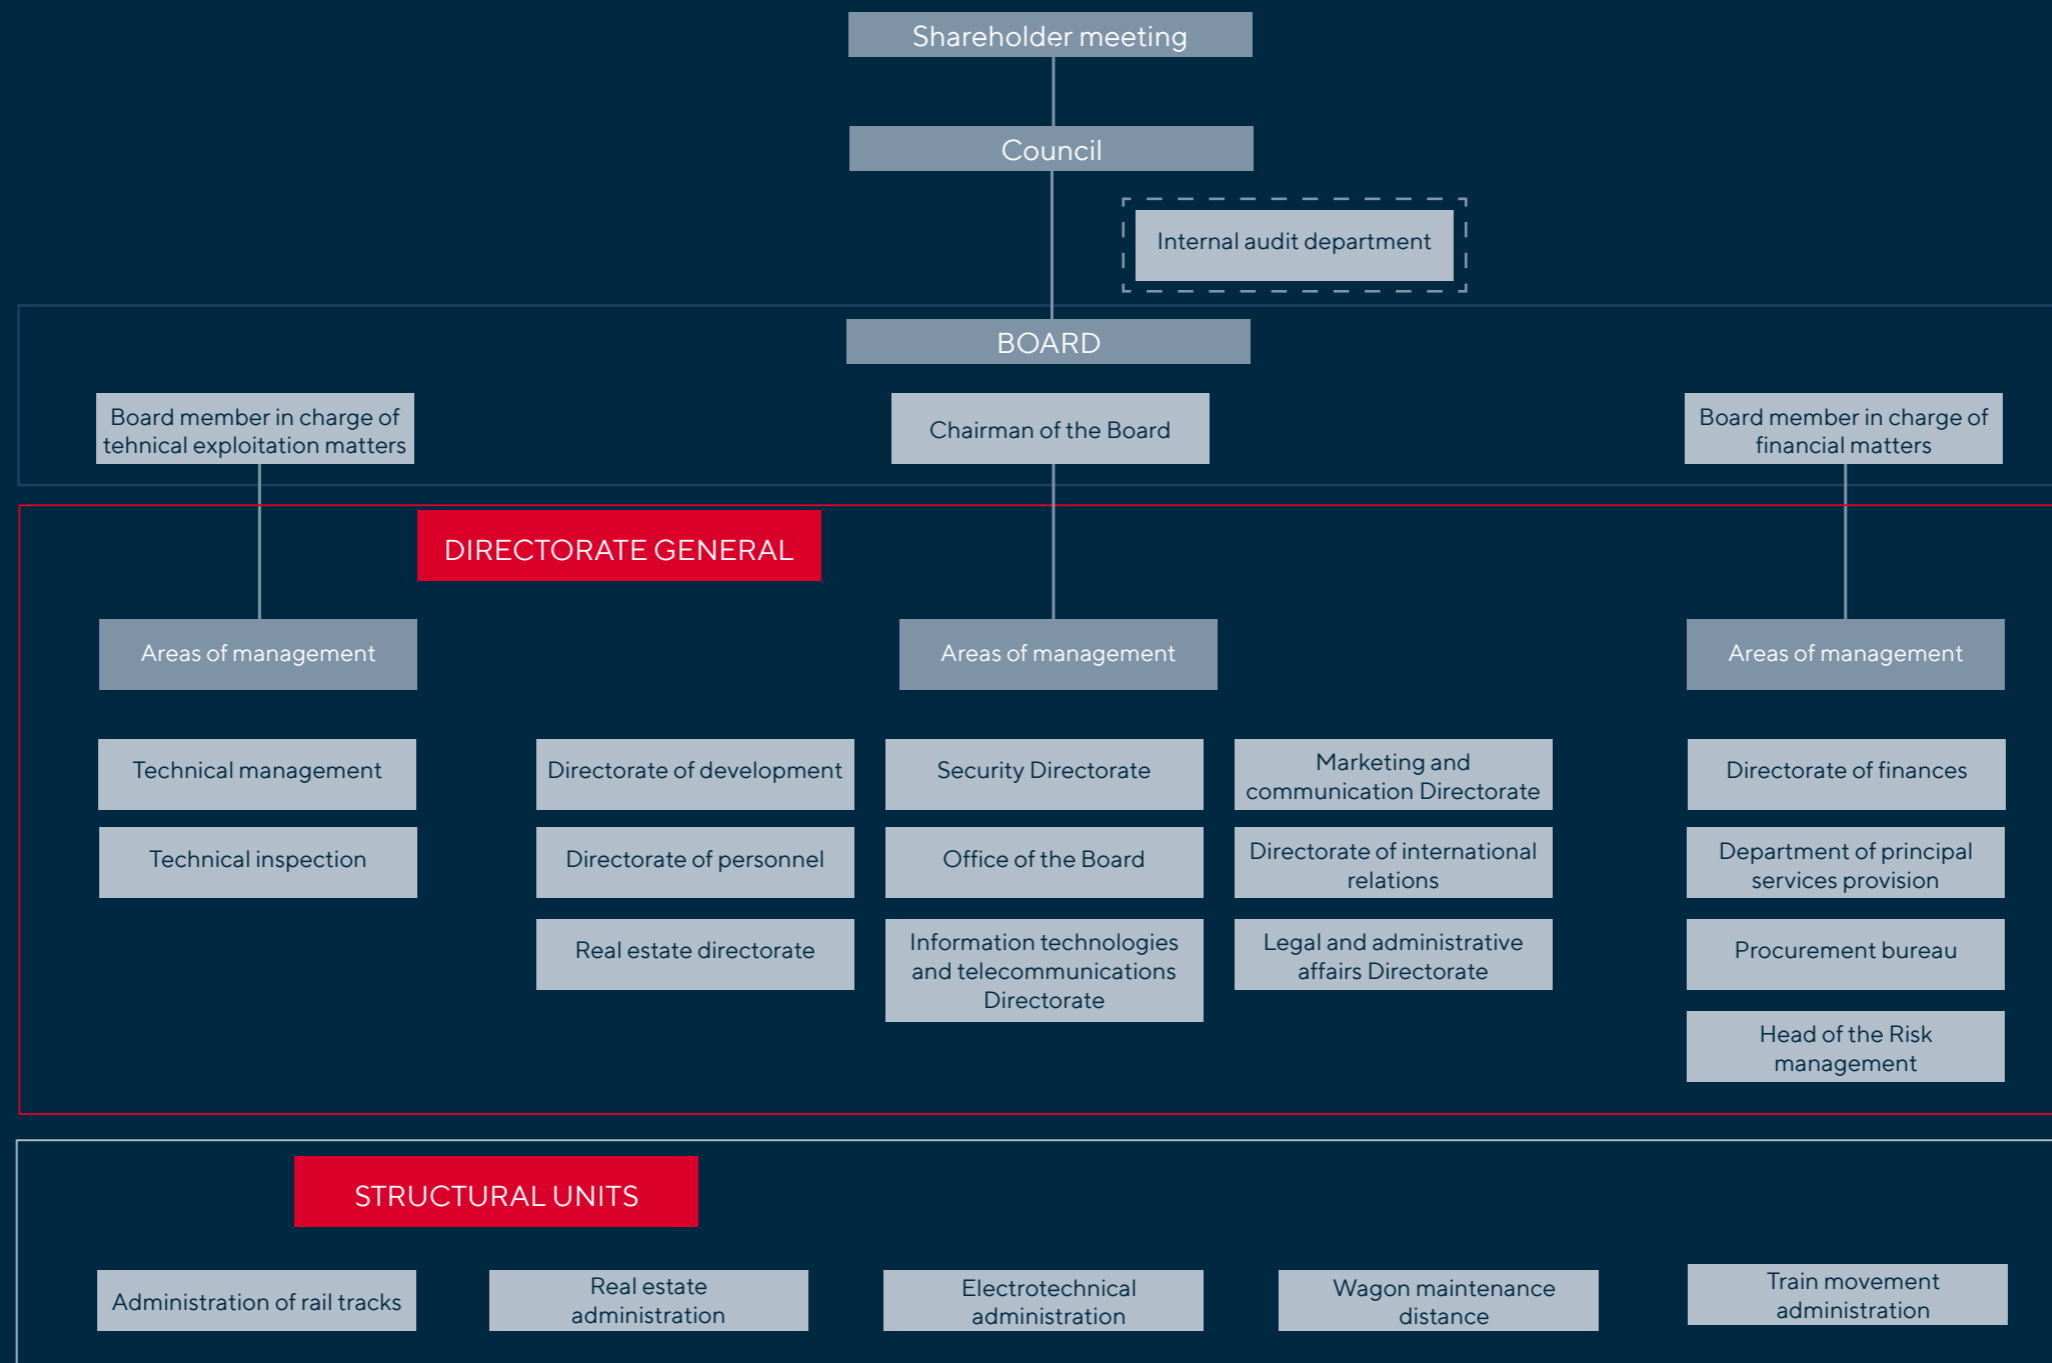 Shareholder meeting
Council
Internal audit department
BOARD
Board member in charge of
tehnical exploitation matters
Chairman of the Board
Board member in charge of
financial matters
DIRECTORATE GENERAL
Areas of management
Areas of management
Areas of management
Technical management
Directorate of development
Security Directorate
Marketing and
communication Directorate
Directorate of finances
Technical inspection
Directorate of personnel
Office of the Board
Directorate of international
relations
Department of principal
services provision
Real estate directorate
Information technologies
and telecommunications
Directorate
Legal and administrative
affairs Directorate
Procurement bureau
Head of the Risk
management
STRUCTURAL UNITS
Administration of rail tracks
Real estate
administration
Electrotechnical
administration
Wagon maintenance
distance
Train movement
administration